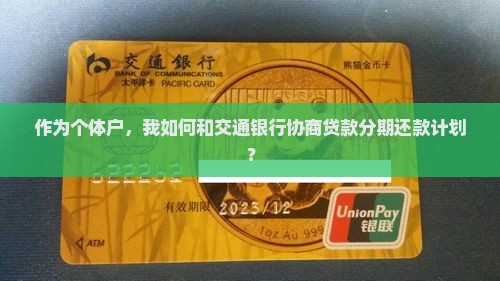 交通銀行
BANK OF COMMUNICATIONS
太平洋卡 PACIFIC CARD
熊猫金币卡
作为个体户，我如何和交通银行协商贷款分期还款计划
？
622262
有效期限 2023/12
1oz Au .999
ATM
UnionPay
银联